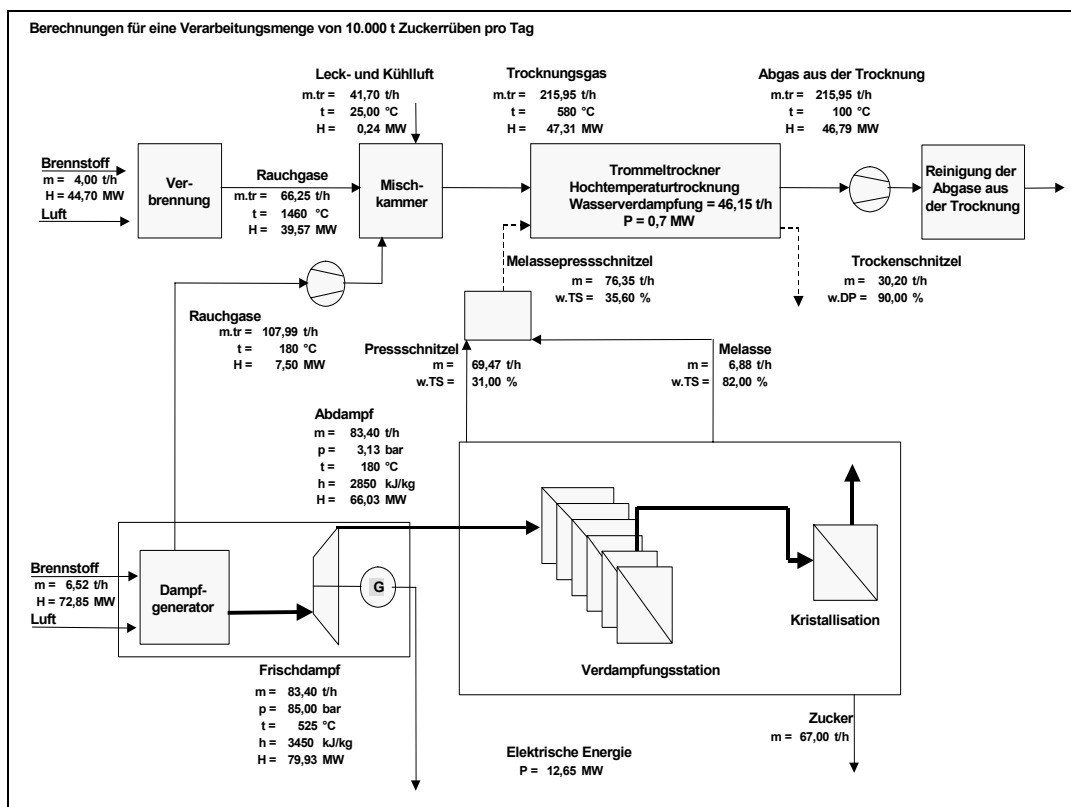 Berechnungen für eine Verarbeitungsmenge von 10.000 t Zuckerrüben pro Tag
Leck- und Kühlluft
m.tr = 41,70 t/h
t = 25,00 °C
H = 0,24 MW
Trocknungsgas
m.tr = 215,95 t/h
t = 580 °C
H = 47,31 MW
Abgas aus der Trocknung
m.tr = 215,95 t/h
t = 100 °C
H = 46,79 MW
Brennstoff
m = 4,00 t/h
H = 44,70 MW
Luft
Ver-
brennung
Rauchgase
m.tr = 66,25 t/h
t = 1460 °C
H = 39,57 MW
Misch-
kammer
Trommeltrockner
Hochtemperaturtrocknung
Wasserverdampfung = 46,15 t/h
P = 0,7 MW
Reinigung der
Abgase aus
der Trocknung
Melassepressschnitzel
m = 76,35 t/h
w.TS = 35,60 %
Trockenschnitzel
m = 30,20 t/h
w.DP = 90,00 %
Rauchgase
m.tr = 107,99 t/h
t = 180 °C
H = 7,50 MW
Pressschnitzel
m = 69,47 t/h
w.TS = 31,00 %
Melasse
m = 6,88 t/h
w.TS = 82,00 %
Abdampf
m = 83,40 t/h
p = 3,13 bar
t = 180 °C
h = 2850 kJ/kg
H = 66,03 MW
Brennstoff
m = 6,52 t/h
H = 72,85 MW
Luft
Dampf-
generator
G
Kristallisation
Verdampfungsstation
Frischdampf
m = 83,40 t/h
p = 85,00 bar
t = 525 °C
h = 3450 kJ/kg
H = 79,93 MW
Zucker
m = 67,00 t/h
Elektrische Energie
P = 12,65 MW